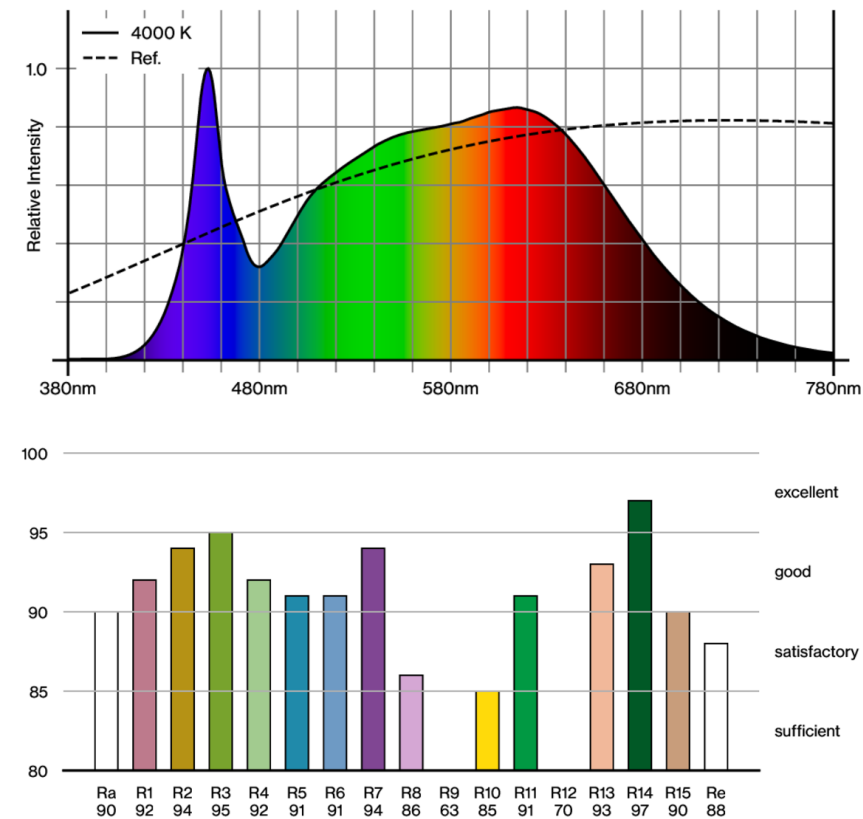 4000 K
Ref.
1.0
Relative Intensity
380nm 480nm 580nm 680nm 780nm
100
excellent
95
good
90
satisfactory
85
sufficient
80
Ra R1 R2 R3 R4 R5 R6 R7 R8 R9 R10 R11 R12 R13 R14 R15 Re
90 92 94 95 92 91 91 94 86 63 85 91 70 93 97 90 88